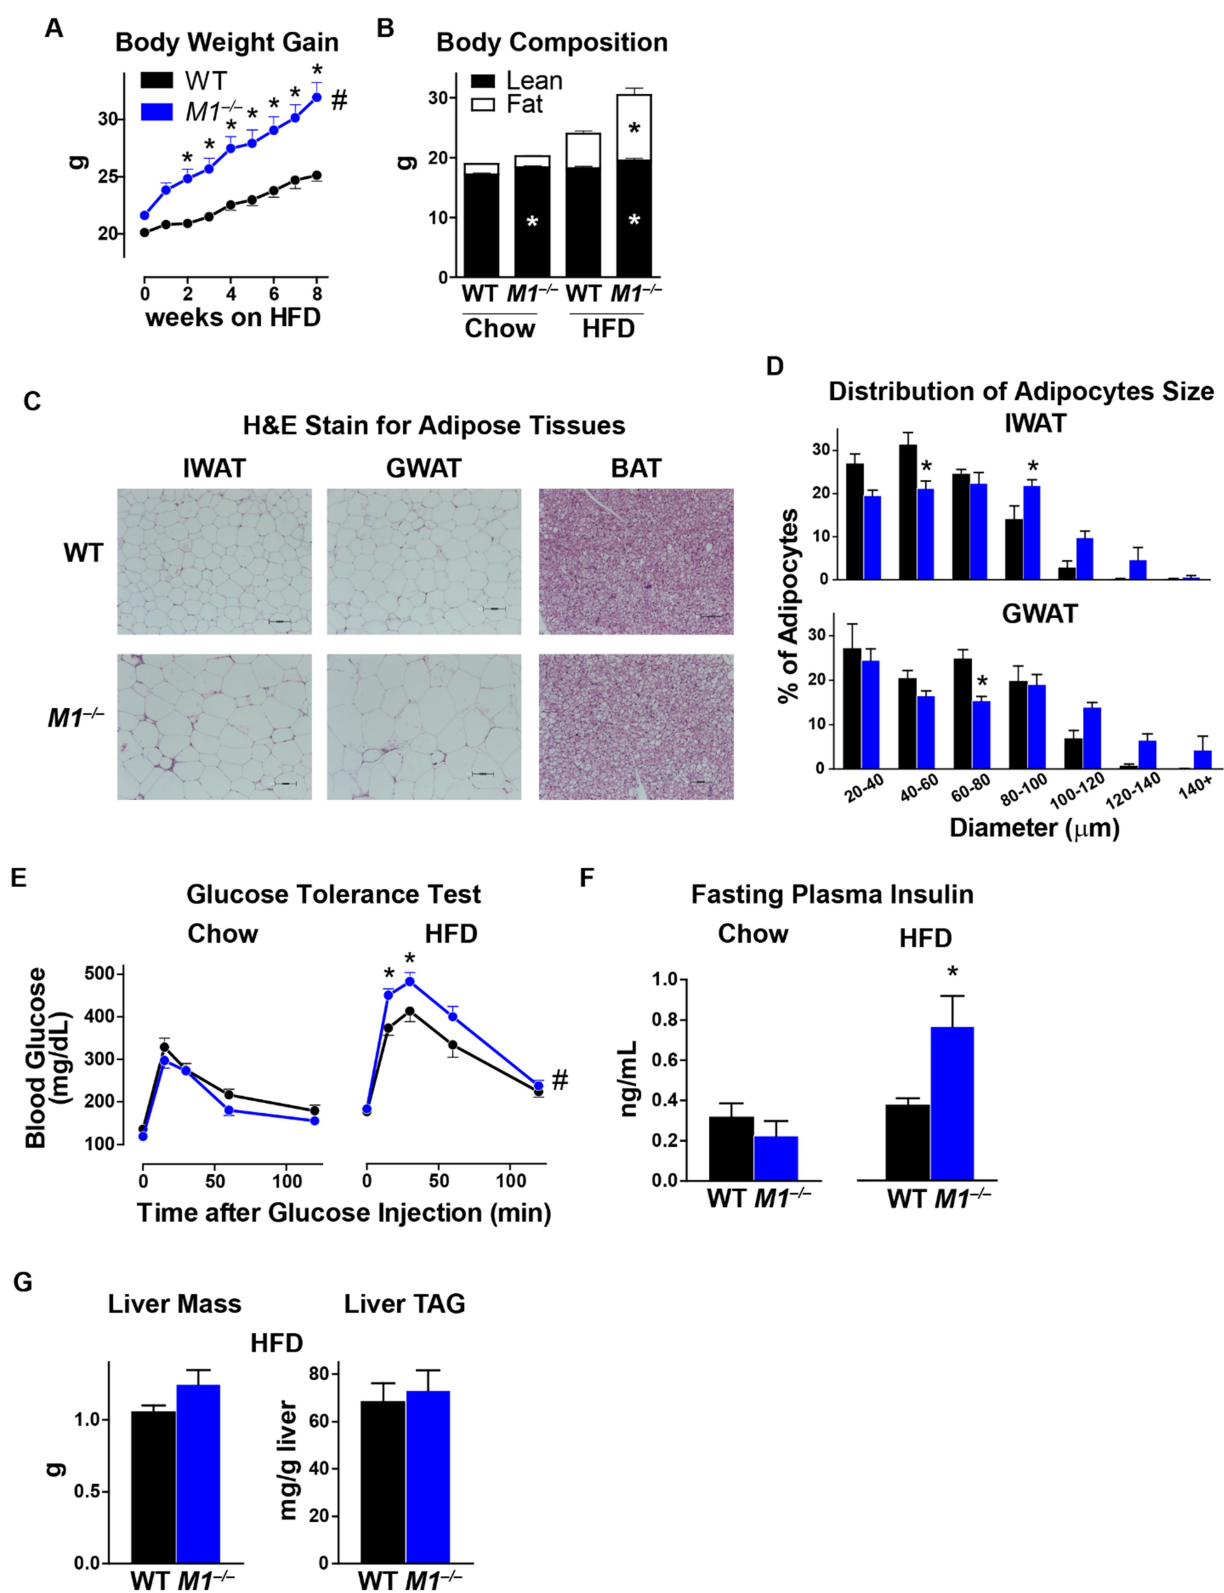 A
Body Weight Gain
WT
M1–/–
g
30
25
20
* * * * * * *
#
0 2 4 6 8
weeks on HFD
B
Body Composition
Lean
Fat
g
30
20
10
0
*
*
*
WT M1–/– WT M1–/–
Chow HFD
C
H&E Stain for Adipose Tissues
IWAT GWAT BAT
WT
M1–/–
D
Distribution of Adipocytes Size
IWAT
% of Adipocytes
30
20
10
0
* *
GWAT
30
20
10
0
*
20-40 40-60 60-80 80-100 100-120 120-140 140+
Diameter (μm)
E
Glucose Tolerance Test
Chow HFD
Blood Glucose
(mg/dL)
500
400
300
200
100
* *
#
0 50 100 0 50 100
Time after Glucose Injection (min)
F
Fasting Plasma Insulin
Chow HFD
ng/mL
1.0
0.8
0.6
0.4
0.2
0.0
*
WT M1–/– WT M1–/–
G
Liver Mass Liver TAG
HFD
g
1.0
0.5
0.0
WT M1–/–
mg/g liver
80
60
40
20
0
WT M1–/–